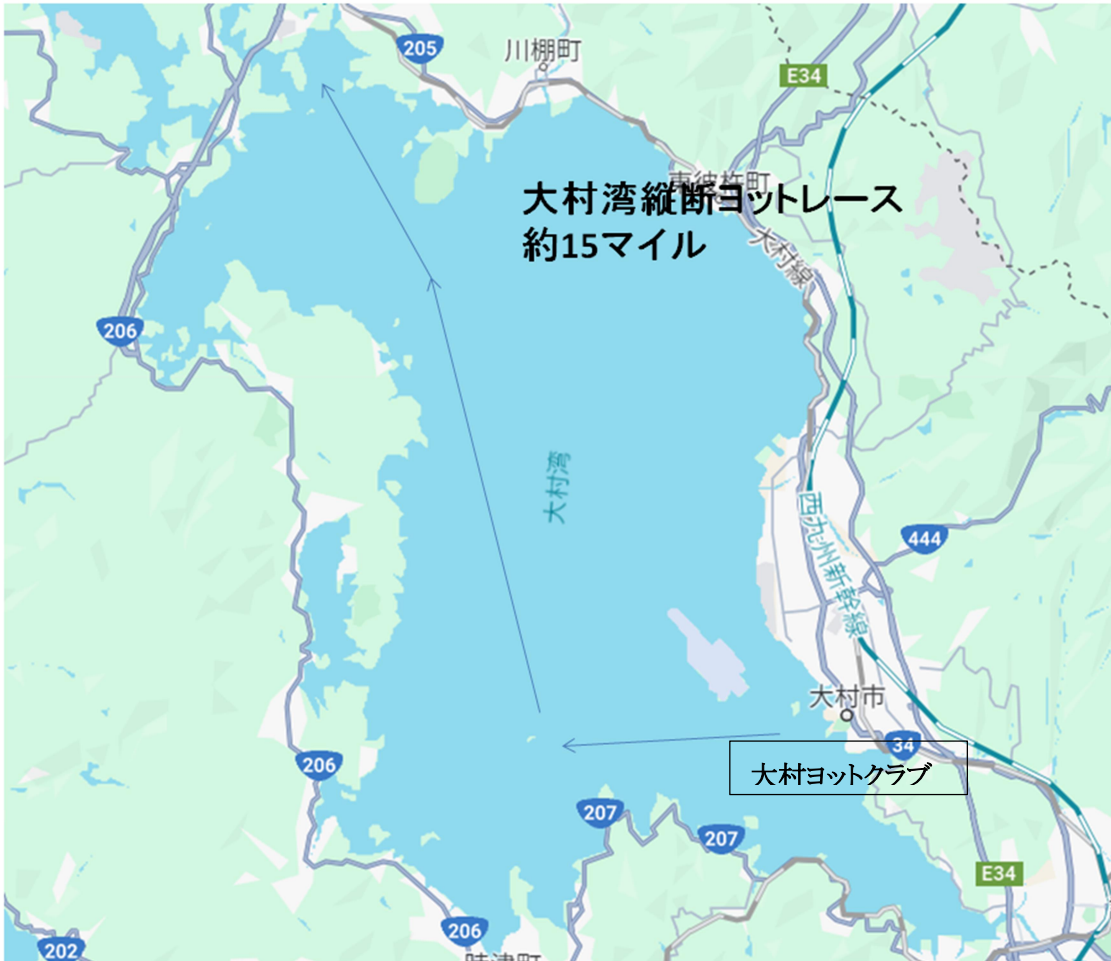 205
川棚町
E34
東彼杵町
大村湾縦断ヨットレース
約15マイル
大村線
206
大村湾
444
西九州新幹線
大村市
34
大村ヨットクラブ
206
207
207
E34
206
時津町
202